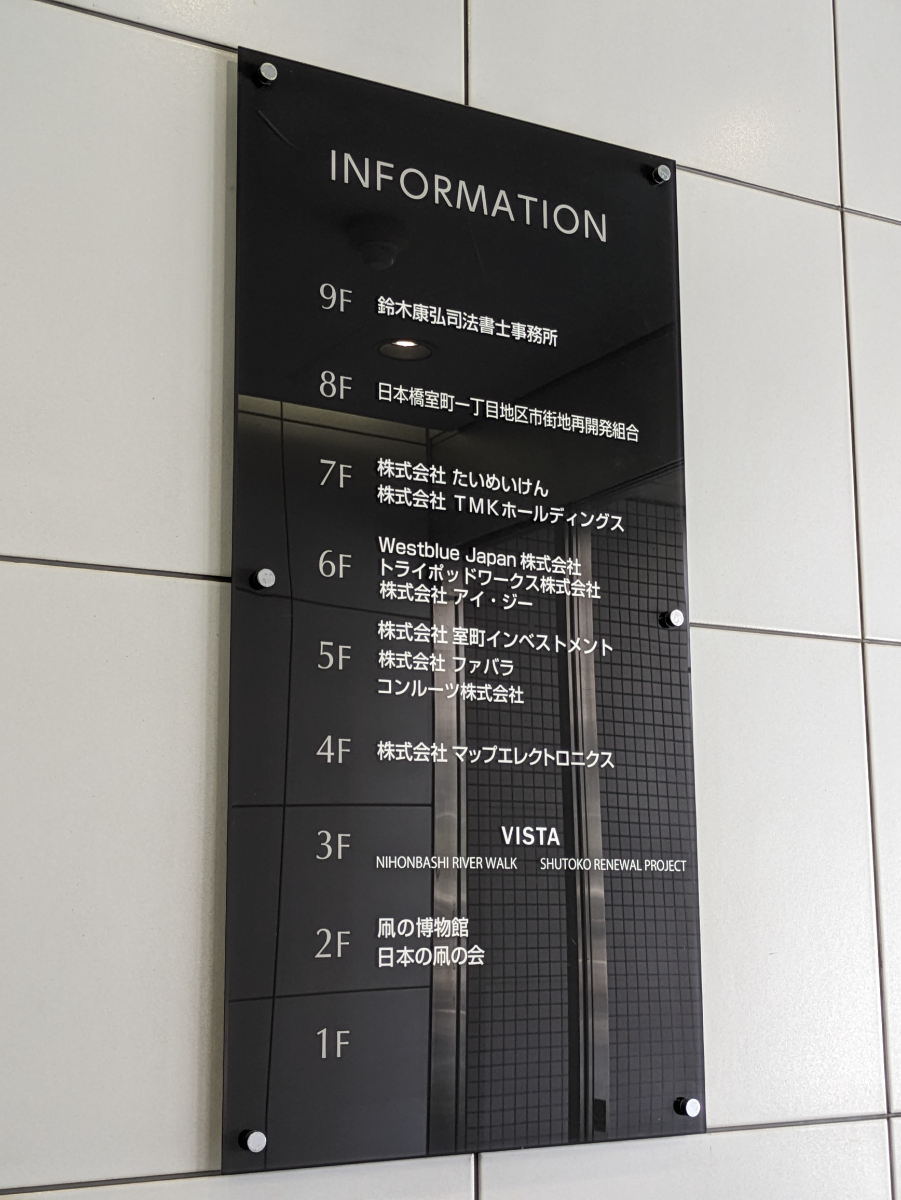 INFORMATION
9F 鈴木康弘司法書士事務所
8F 日本橋室町一丁目地区市街地再開発組合
7F 株式会社 たいめいけん
株式会社 TMKホールディングス
6F Westblue Japan 株式会社
トライポッドワークス株式会社
株式会社 アイ・ジー
5F 株式会社 室町インベストメント
株式会社 ファバラ
コンルーツ株式会社
4F 株式会社 マップエレクトロニクス
3F VISTA
NIHONBASHI RIVER WALK SHUTOKO RENEWAL PROJECT
2F 凧の博物館
日本の凧の会
1F